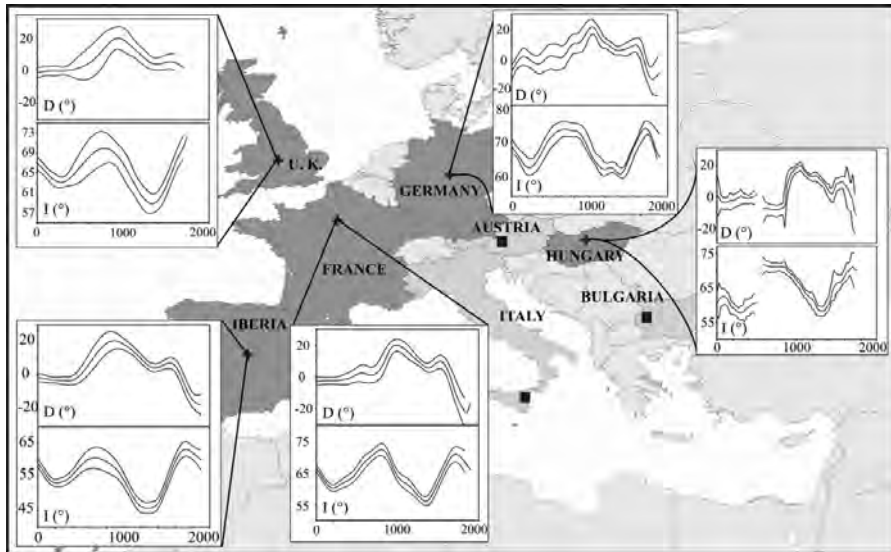 20
0
-20
D (°)
73
69
65
61
57
I (°)
0 1000 2000
20
0
-20
D (°)
80
70
60
I (°)
0 1000 2000
20
0
-20
D (°)
75
65
55
I (°)
0 1000 2000
U. K.
GERMANY
AUSTRIA
HUNGARY
FRANCE
BULGARIA
ITALY
IBERIA
20
0
-20
D (°)
65
55
45
I (°)
0 1000 2000
20
0
-20
D (°)
75
65
55
I (°)
0 1000 2000